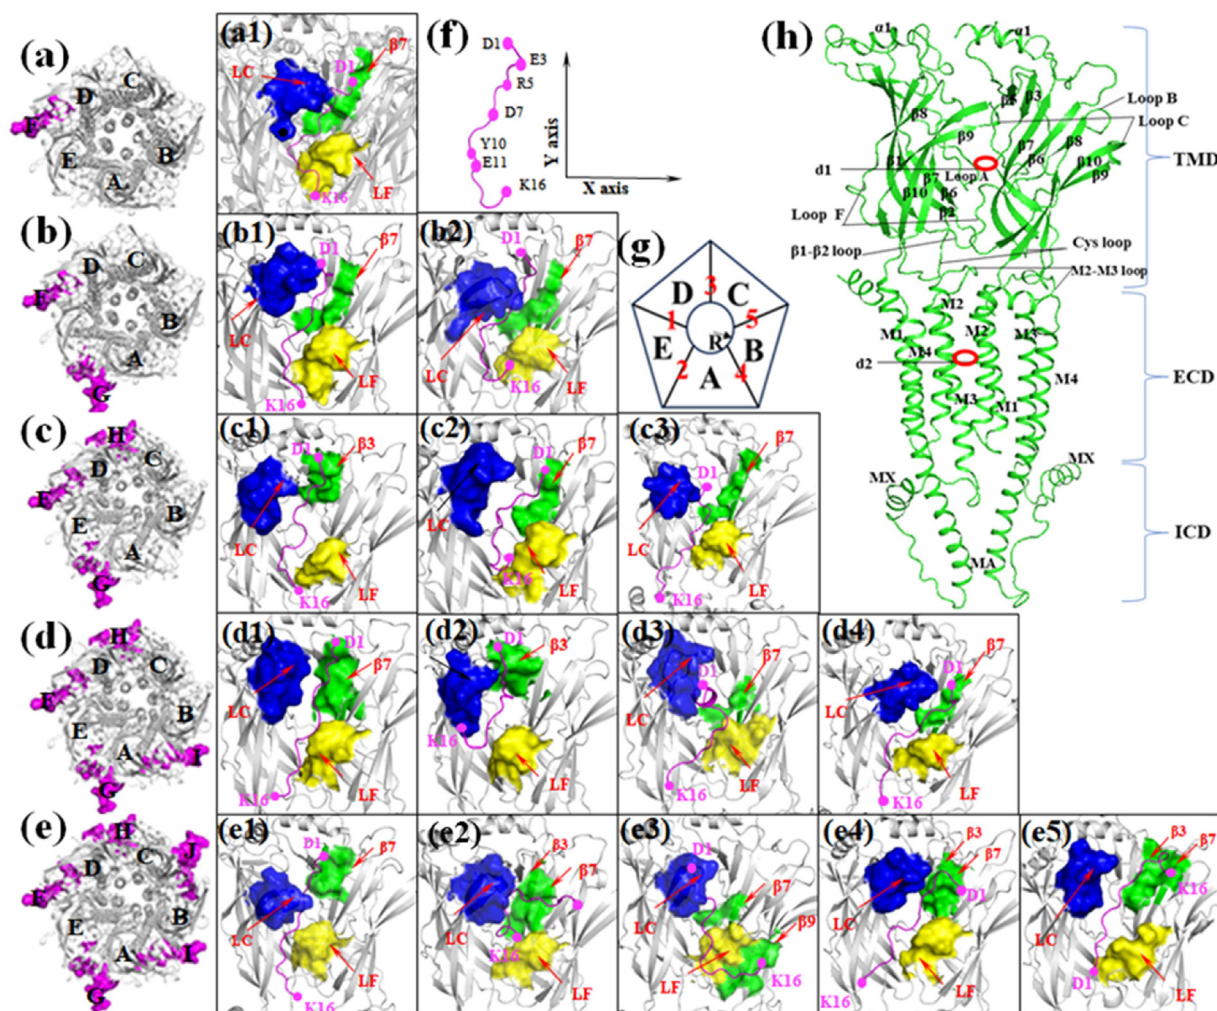 (a)
C
D
F
E
B
A
(a1)
β7
D1
LC
LF
K16
(f)
D1
E3
R5
D7
Y10
E11
K16
Y axis
X axis
(h)
α1
α1
β3
Loop B
β8
Loop C
β9
β7
β8
β1
β6
β10
d1
Loop A
β7
β9
β10
β6
β2
Loop F
β1-β2 loop
Cys loop
M2-M3 loop
TMD
M2
M1
M2
M3
M4
d2
M4
M3
M1
ECD
MX
MX
ICD
MA
(b)
C
D
F
E
B
A
G
(b1)
D1
β7
LC
LF
K16
(b2)
D1
β7
K16
LC
LF
(g)
3
D
C
1
5
E
R
B
2
A
4
(c)
H
D
C
F
E
B
A
G
(c1)
D1
β3
LC
LF
K16
(c2)
D1
β7
LC
K16
LF
(c3)
β7
D1
LC
LF
K16
(d)
H
D
C
F
B
E
A
I
G
(d1)
D1
β7
LC
LF
K16
(d2)
D1
β3
LC
K16
LF
(d3)
β7
D1
LC
LF
K16
(d4)
β7
D1
LC
LF
K16
(e)
H
J
D
C
F
E
B
A
I
G
(e1)
D1
β7
LC
LF
K16
(e2)
β3
β7
LC
K16
LF
(e3)
D1
β7
LC
β9
LF
K16
(e4)
β3
β7
D1
LC
K16
LF
(e5)
β3
β7
K16
LC
D1
LF